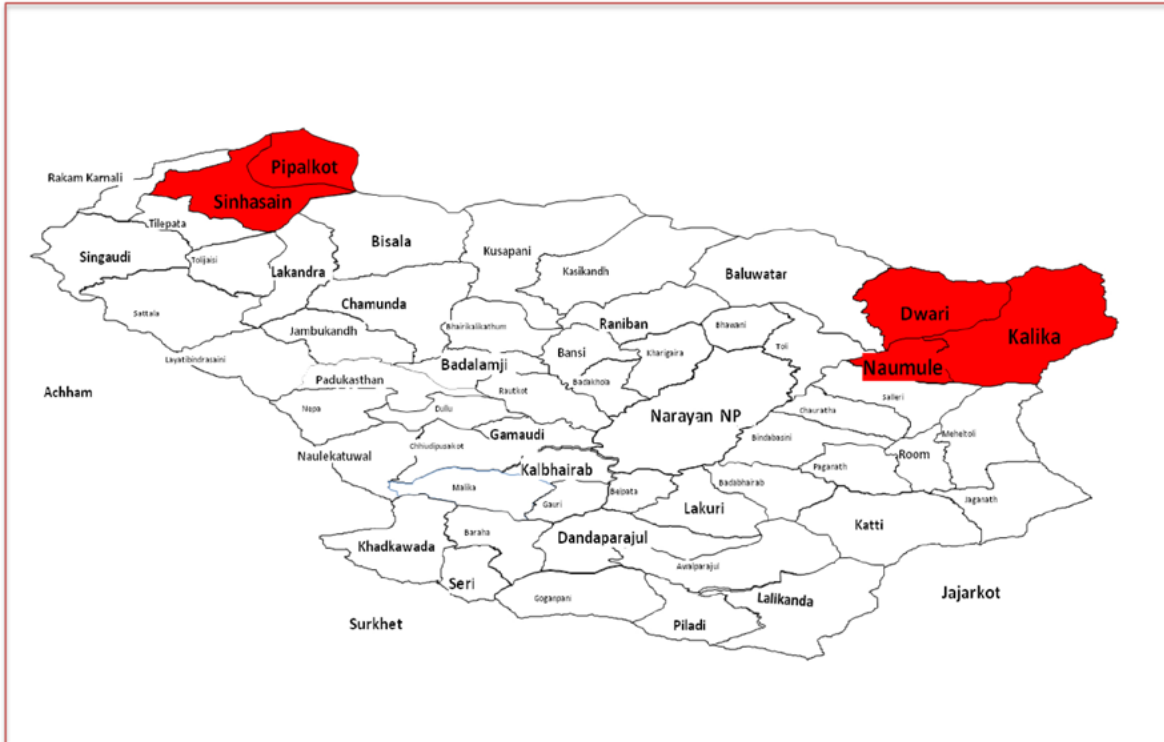 Pipalkot
Rakam Karnali
Sinhasain
Tilepata
Bisala
Kusapani
Singaudi
Toljaisi
Lakandra
Kasikandh
Baluwatar
Chamunda
Sattala
Dwari
Raniban
Bhawani
Jambukandh
Bhairikalikathum
Kalika
Toli
Bansi
Kharigaira
Layatibindrasaini
Badalamji
Naumule
Padukasthan
Badakhola
Achham
Rautkot
Salleri
Nepa
Dullu
Narayan NP
Chauratha
Gamaudi
Meheltoli
Chhiudipusakot
Bindabasini
Naulekatuwal
Room
Kalbhairab
Pagarath
Malika
Belpata
Badabhairab
Gauri
Lakuri
Jagarath
Katti
Baraha
Dandaparajul
Khadkawada
Awalparajul
Seri
Jajarkot
Goganpani
Lalikanda
Surkhet
Piladi